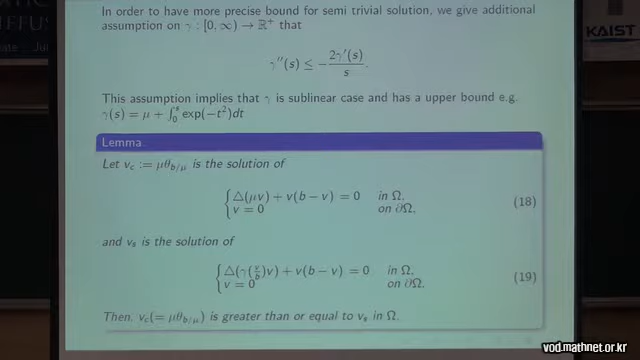 In order to have more precise bound for semi trivial solution, we give additional
assumption on γ : [0, ∞) → ℝ⁺ that
γ''(s) ≤ −2γ'(s)/s.
This assumption implies that γ is sublinear case and has a upper bound e.g.
γ(s) = μ + ∫₀ˢ exp(−t²)dt
Lemma
Let v_c := μθ_{b/μ} is the solution of
{ △(μv) + v(b − v) = 0 in Ω,
v = 0 on ∂Ω, (18)
and v_s is the solution of
{ △(γ(v/b)v) + v(b − v) = 0 in Ω,
v = 0 on ∂Ω, (19)
Then, v_c(= μθ_{b/μ}) is greater than or equal to v_s in Ω.
KAIST
vod.mathnet.or.kr